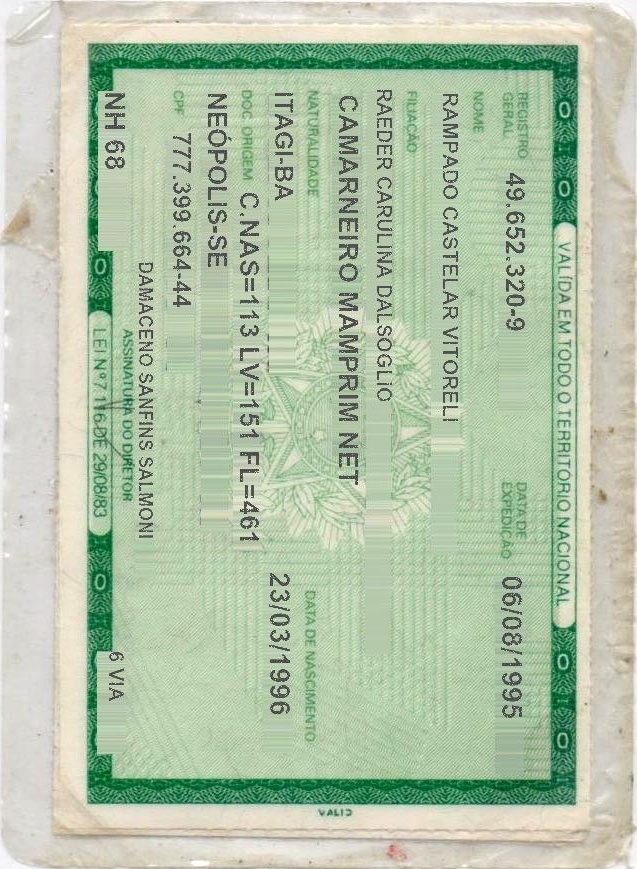 VALIDA EM TODO O TERRITORIO NACIONAL
REGISTRO GERAL 49.652.320-9 DATA DE EXPEDIÇÃO 06/08/1995
NOME
RAMPADO CASTELAR VITORELI
FILIAÇÃO
RAEDER CARULINA DALSOGLIO
CAMARNEIRO MAMPRIM NET
NATURALIDADE DATA DE NASCIMENTO
ITAGI-BA 23/03/1996
DOC ORIGEM C.NAS=113 LV=151 FL=461
NEÓPOLIS-SE
CPF 777.399.664-44
DAMACENO SANFINS SALMONI
ASSINATURA DO DIRETOR
NH 68 6 VIA
LEI Nº 7.116 DE 29/08/83
VALID